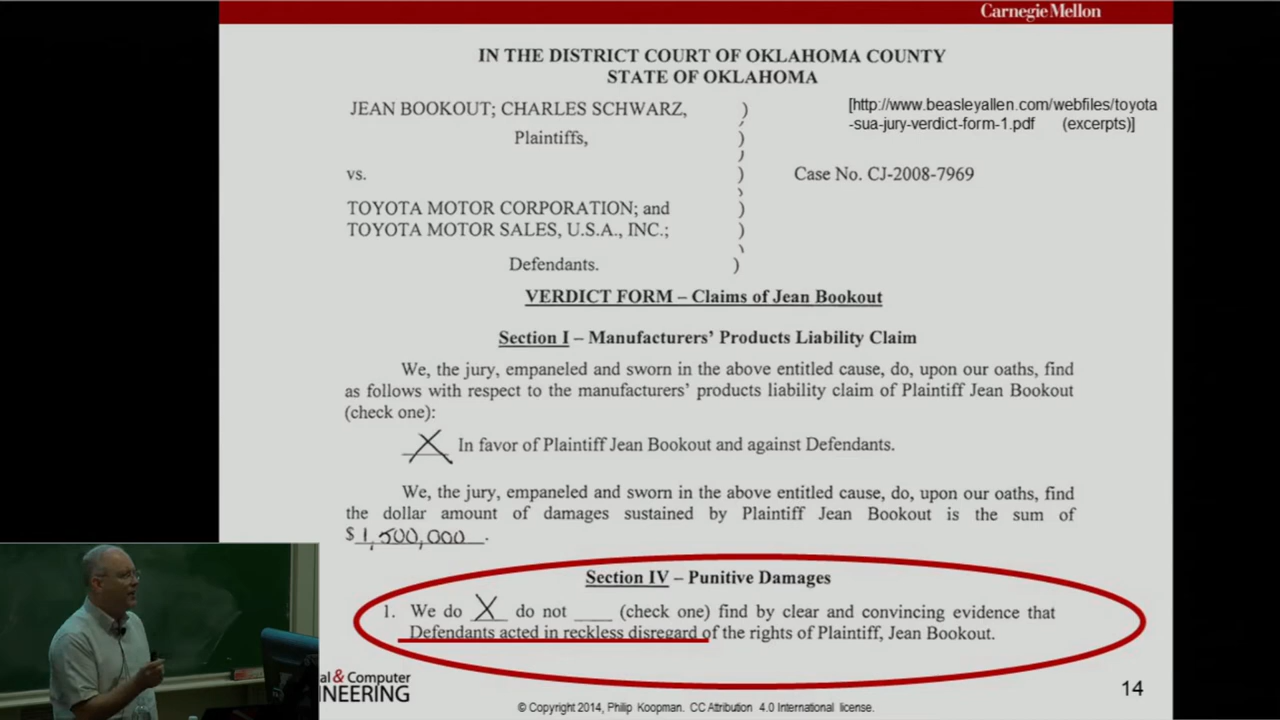 Carnegie Mellon
IN THE DISTRICT COURT OF OKLAHOMA COUNTY
STATE OF OKLAHOMA
JEAN BOOKOUT; CHARLES SCHWARZ, )
[http://www.beasleyallen.com/webfiles/toyota
-sua-jury-verdict-form-1.pdf (excerpts)]
)
Plaintiffs, )
)
vs. ) Case No. CJ-2008-7969
)
TOYOTA MOTOR CORPORATION; and )
TOYOTA MOTOR SALES, U.S.A., INC.; )
)
Defendants. )
VERDICT FORM – Claims of Jean Bookout
Section I – Manufacturers' Products Liability Claim
We, the jury, empaneled and sworn in the above entitled cause, do, upon our oaths, find
as follows with respect to the manufacturers' products liability claim of Plaintiff Jean Bookout
(check one):
X In favor of Plaintiff Jean Bookout and against Defendants.
We, the jury, empaneled and sworn in the above entitled cause, do, upon our oaths, find
the dollar amount of damages sustained by Plaintiff Jean Bookout is the sum of
$1,500,000.
Section IV – Punitive Damages
1. We do X do not ___ (check one) find by clear and convincing evidence that
Defendants acted in reckless disregard of the rights of Plaintiff, Jean Bookout.
al & Computer
INEERING
14
© Copyright 2014, Philip Koopman. CC Attribution 4.0 International license.